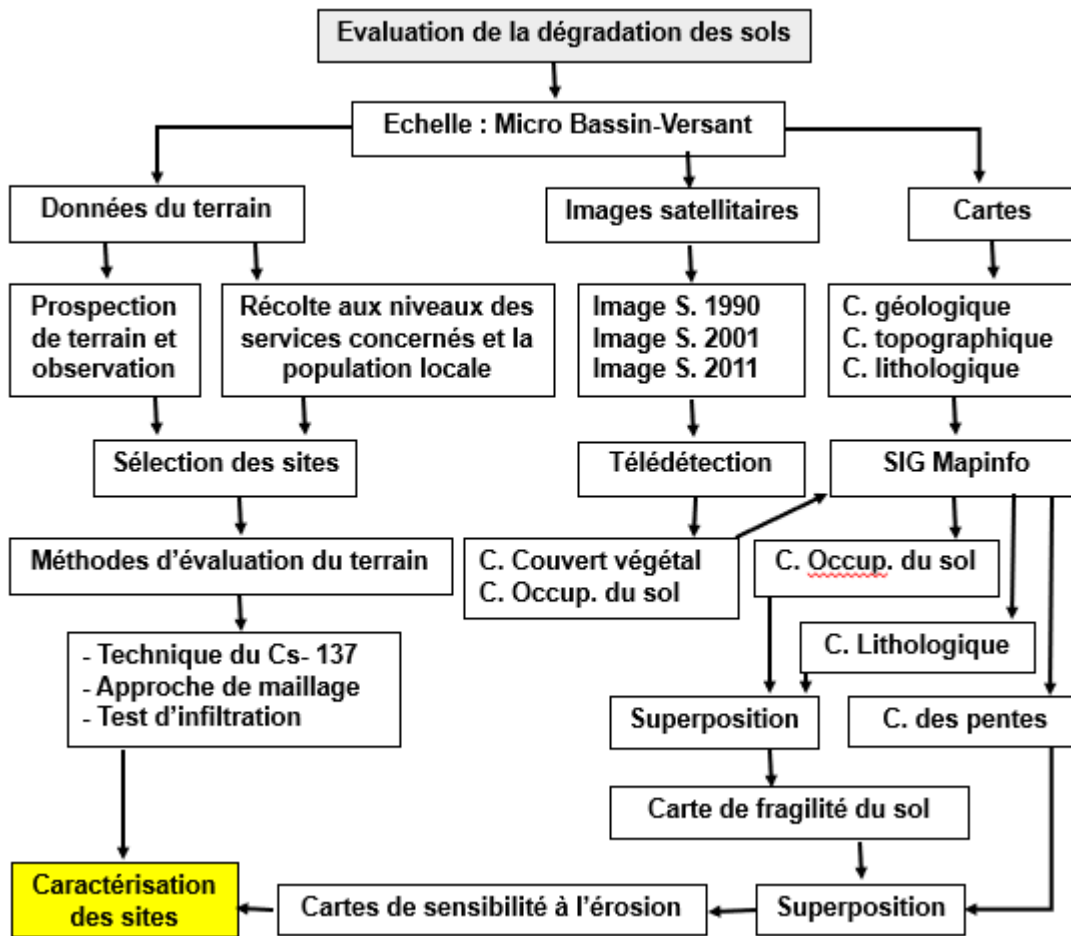 Evaluation de la dégradation des sols
Echelle : Micro Bassin-Versant
Données du terrain
Images satellitaires
Cartes
Prospection
de terrain et
observation
Récolte aux niveaux des
services concernés et la
population locale
Image S. 1990
Image S. 2001
Image S. 2011
C. géologique
C. topographique
C. lithologique
Sélection des sites
Télédétection
SIG Mapinfo
Méthodes d'évaluation du terrain
C. Couvert végétal
C. Occup. du sol
C. Occup. du sol
C. Lithologique
- Technique du Cs- 137
- Approche de maillage
- Test d'infiltration
Superposition
C. des pentes
Carte de fragilité du sol
Caractérisation
des sites
Cartes de sensibilité à l'érosion
Superposition